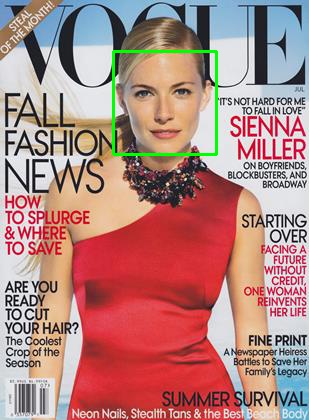 STEAL
OF THE MONTH!
VOGUE
JUL
FALL
FASHION
NEWS
HOW
TO SPLURGE
& WHERE
TO SAVE
ARE YOU
READY
TO CUT
YOUR HAIR?
The Coolest
Crop of the
Season
"IT'S NOT HARD FOR ME
TO FALL IN LOVE"
SIENNA
MILLER
ON BOYFRIENDS,
BLOCKBUSTERS, AND
BROADWAY
STARTING
OVER
FACING A
FUTURE
WITHOUT
CREDIT,
ONE WOMAN
REINVENTS
HER LIFE
FINE PRINT
A Newspaper Heiress
Battles to Save Her
Family's Legacy
SUMMER SURVIVAL
Neon Nails, Stealth Tans & the Best Beach Body